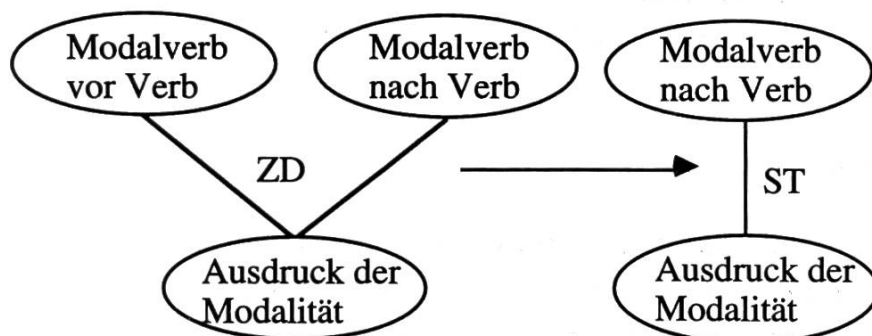 Modalverb
vor Verb
Modalverb
nach Verb
Modalverb
nach Verb
ZD
ST
Ausdruck der
Modalität
Ausdruck der
Modalität